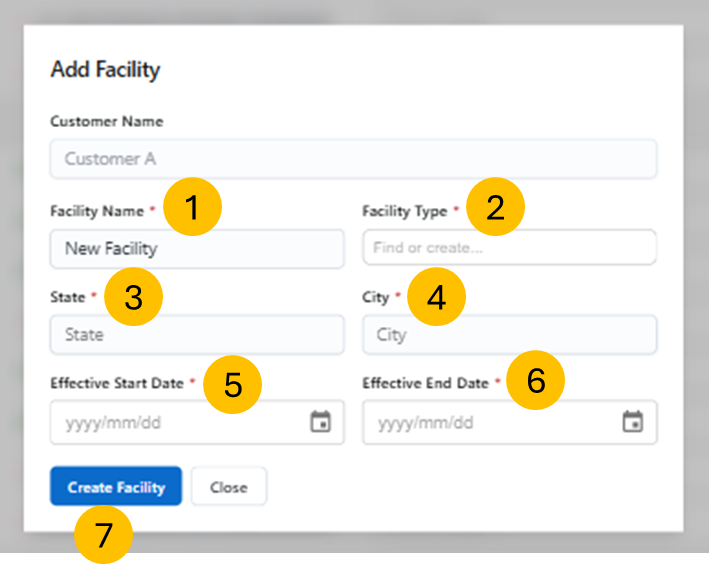 Add Facility
Customer Name
Customer A
Facility Name * 1 Facility Type * 2
New Facility Find or create...
State * 3 City * 4
State City
Effective Start Date * 5 Effective End Date * 6
yyyy/mm/dd yyyy/mm/dd
Create Facility Close
7